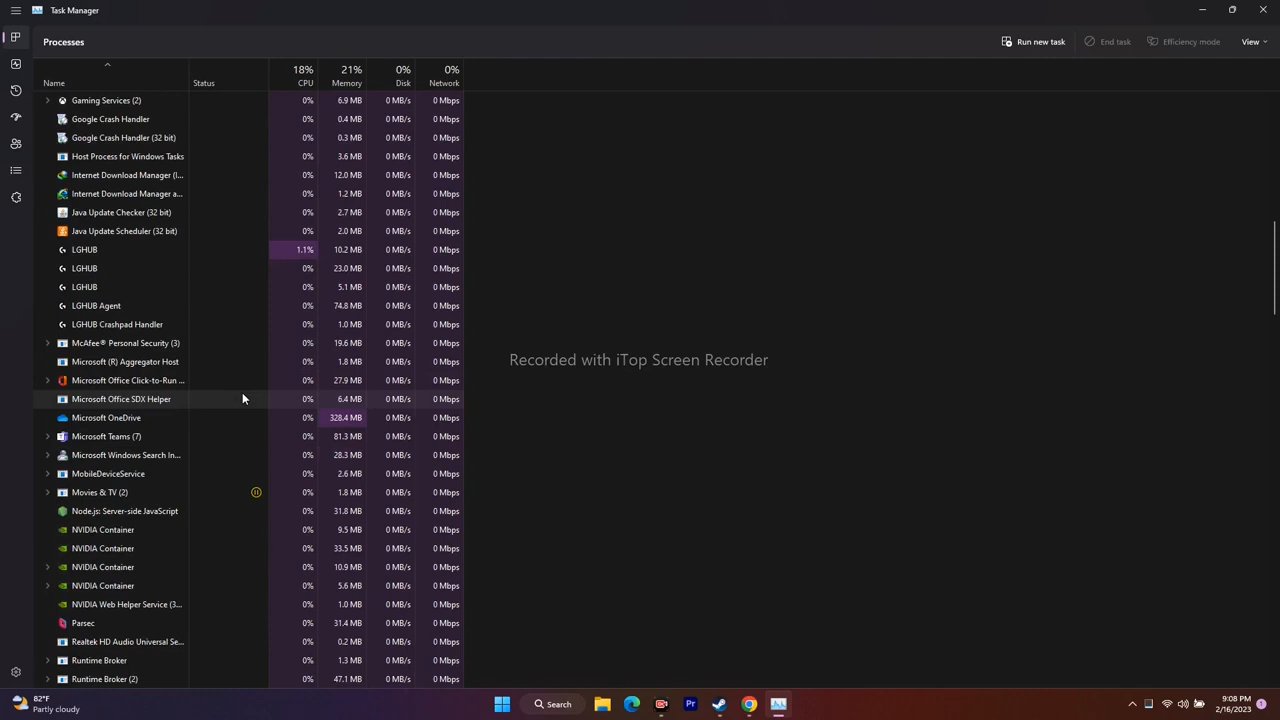 Task Manager
Processes
Run new task
End task
Efficiency mode
View
18% 21% 0% 0%
Name Status CPU Memory Disk Network
Gaming Services (2) 0% 6.9 MB 0 MB/s 0 Mbps
Google Crash Handler 0% 0.4 MB 0 MB/s 0 Mbps
Google Crash Handler (32 bit) 0% 0.3 MB 0 MB/s 0 Mbps
Host Process for Windows Tasks 0% 3.6 MB 0 MB/s 0 Mbps
Internet Download Manager (I... 0% 12.0 MB 0 MB/s 0 Mbps
Internet Download Manager a... 0% 1.2 MB 0 MB/s 0 Mbps
Java Update Checker (32 bit) 0% 2.7 MB 0 MB/s 0 Mbps
Java Update Scheduler (32 bit) 0% 2.0 MB 0 MB/s 0 Mbps
LGHUB 1.1% 10.2 MB 0 MB/s 0 Mbps
LGHUB 0% 23.0 MB 0 MB/s 0 Mbps
LGHUB 0% 5.1 MB 0 MB/s 0 Mbps
LGHUB Agent 0% 74.8 MB 0 MB/s 0 Mbps
LGHUB Crashpad Handler 0% 1.0 MB 0 MB/s 0 Mbps
McAfee® Personal Security (3) 0% 19.6 MB 0 MB/s 0 Mbps
Microsoft (R) Aggregator Host 0% 1.8 MB 0 MB/s 0 Mbps
Recorded with iTop Screen Recorder
Microsoft Office Click-to-Run ... 0% 27.9 MB 0 MB/s 0 Mbps
Microsoft Office SDX Helper 0% 6.4 MB 0 MB/s 0 Mbps
Microsoft OneDrive 0% 328.4 MB 0 MB/s 0 Mbps
Microsoft Teams (7) 0% 81.3 MB 0 MB/s 0 Mbps
Microsoft Windows Search In... 0% 28.3 MB 0 MB/s 0 Mbps
MobileDeviceService 0% 2.6 MB 0 MB/s 0 Mbps
Movies & TV (2) 0% 1.8 MB 0 MB/s 0 Mbps
Node.js: Server-side JavaScript 0% 31.8 MB 0 MB/s 0 Mbps
NVIDIA Container 0% 9.5 MB 0 MB/s 0 Mbps
NVIDIA Container 0% 33.5 MB 0 MB/s 0 Mbps
NVIDIA Container 0% 10.9 MB 0 MB/s 0 Mbps
NVIDIA Container 0% 5.6 MB 0 MB/s 0 Mbps
NVIDIA Web Helper Service (3... 0% 1.0 MB 0 MB/s 0 Mbps
Parsec 0% 31.4 MB 0 MB/s 0 Mbps
Realtek HD Audio Universal Se... 0% 0.2 MB 0 MB/s 0 Mbps
Runtime Broker 0% 1.3 MB 0 MB/s 0 Mbps
Runtime Broker (2) 0% 47.1 MB 0 MB/s 0 Mbps
82°F
Partly cloudy
Search
Pr
9:08 PM
2/16/2023
1